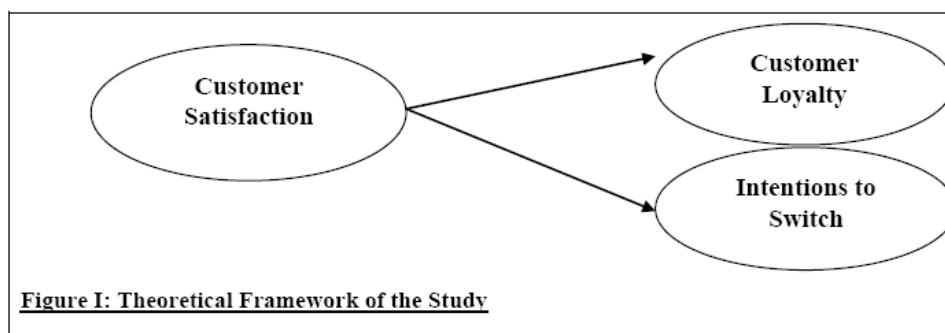 Customer
Satisfaction
Customer
Loyalty
Intentions to
Switch
Figure I: Theoretical Framework of the Study